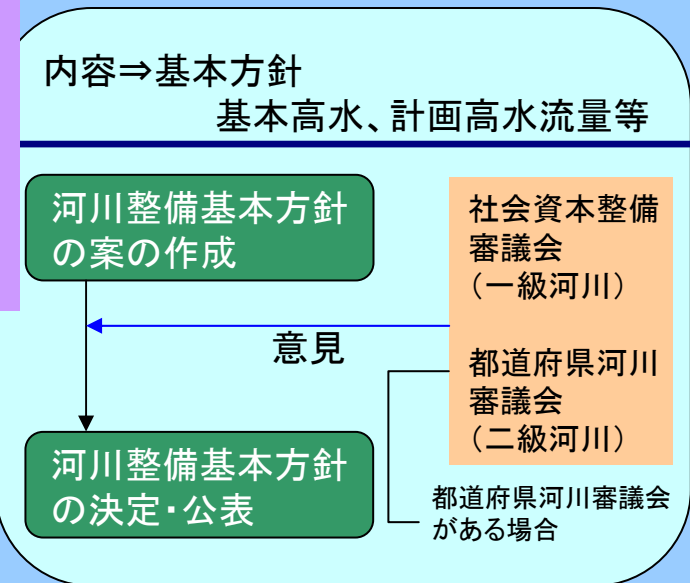 内容⇒基本方針
基本高水、計画高水流量等
河川整備基本方針
の案の作成
社会資本整備
審議会
（一級河川）
意見
都道府県河川
審議会
（二級河川）
河川整備基本方針
の決定・公表
都道府県河川審議会
がある場合